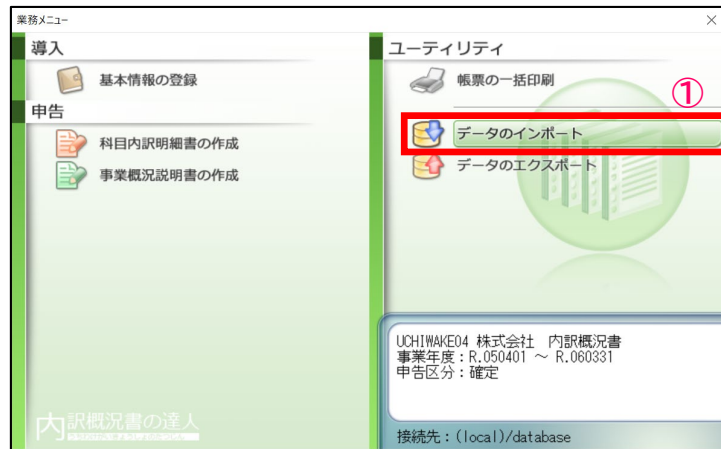 業務メニュー
導入
基本情報の登録
申告
科目内訳明細書の作成
事業概況説明書の作成
ユーティリティ
帳票の一括印刷
①
データのインポート
データのエクスポート
UCHIWAKE04 株式会社 内訳概況書
事業年度：R.050401 ～ R.060331
申告区分：確定
接続先：(local)/database
内訳概況書の達人